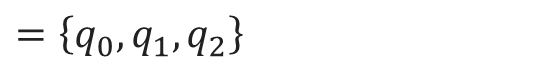 = {q₀, q₁, q₂}